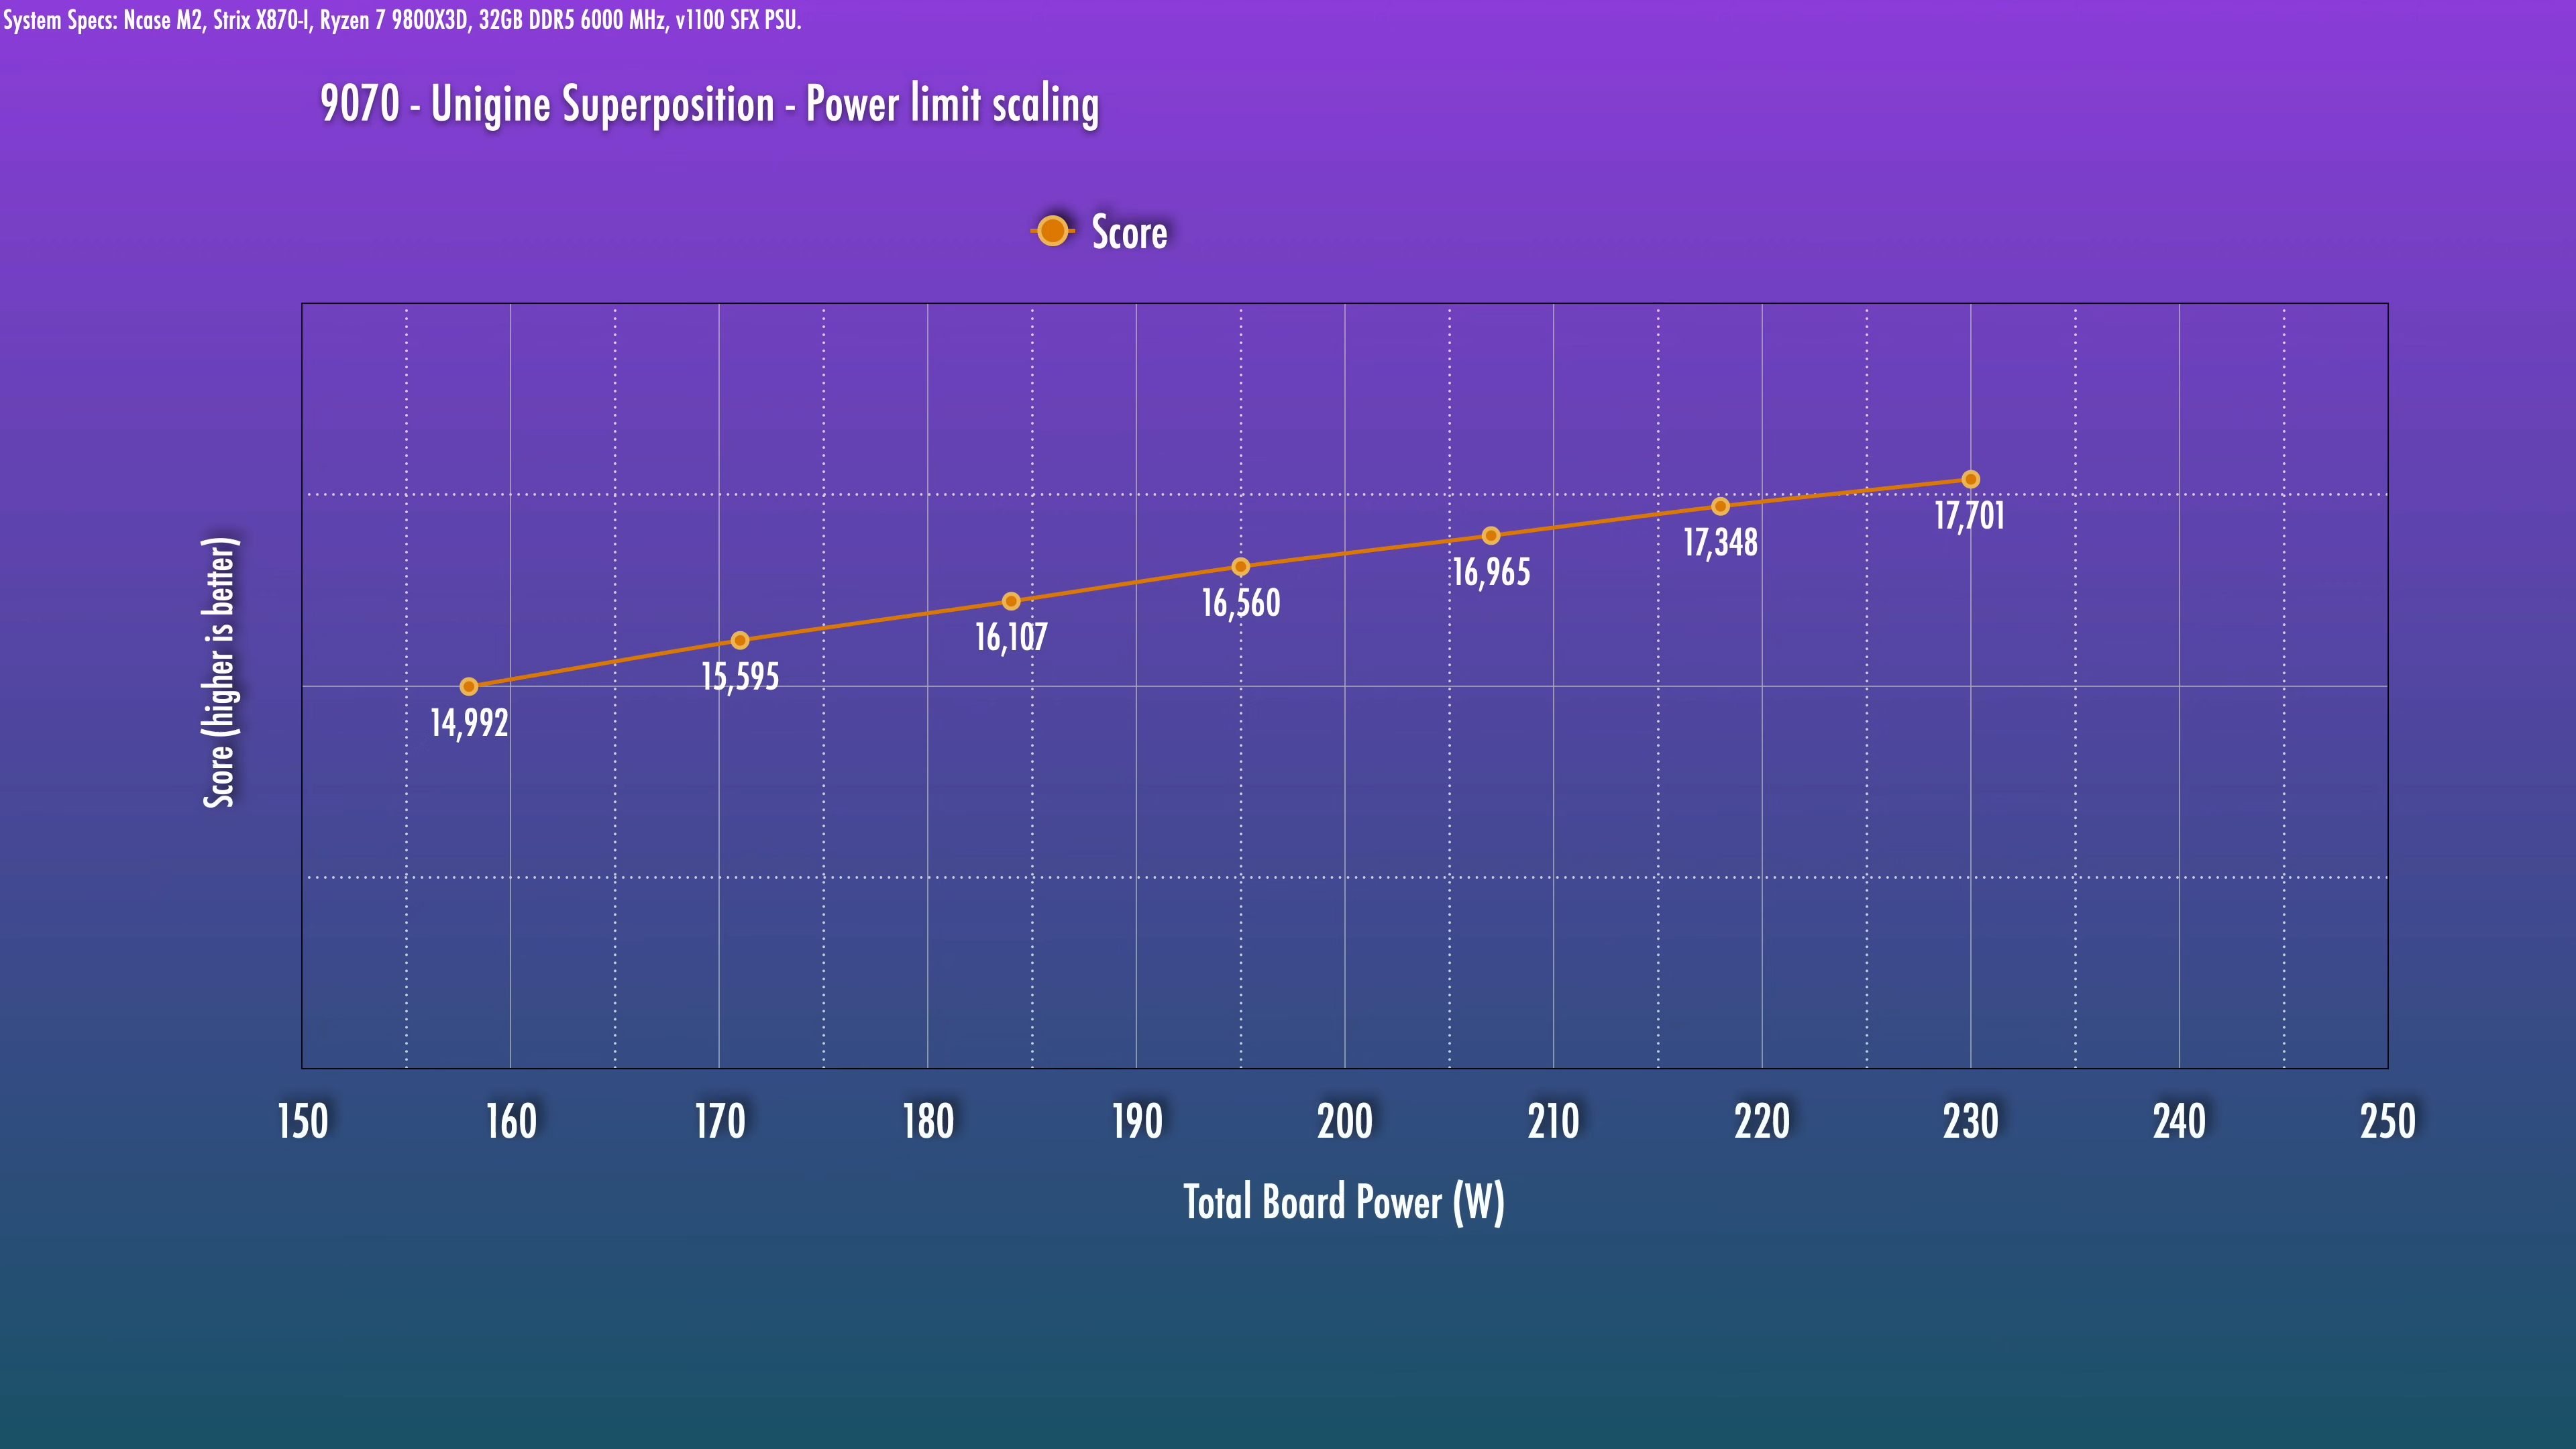 System Specs: Ncase M2, Strix X870-I, Ryzen 7 9800X3D, 32GB DDR5 6000 MHz, v1100 SFX PSU.
9070 - Unigine Superposition - Power limit scaling
Score
Score (higher is better)
14,992
15,595
16,107
16,560
16,965
17,348
17,701
150 160 170 180 190 200 210 220 230 240 250
Total Board Power (W)